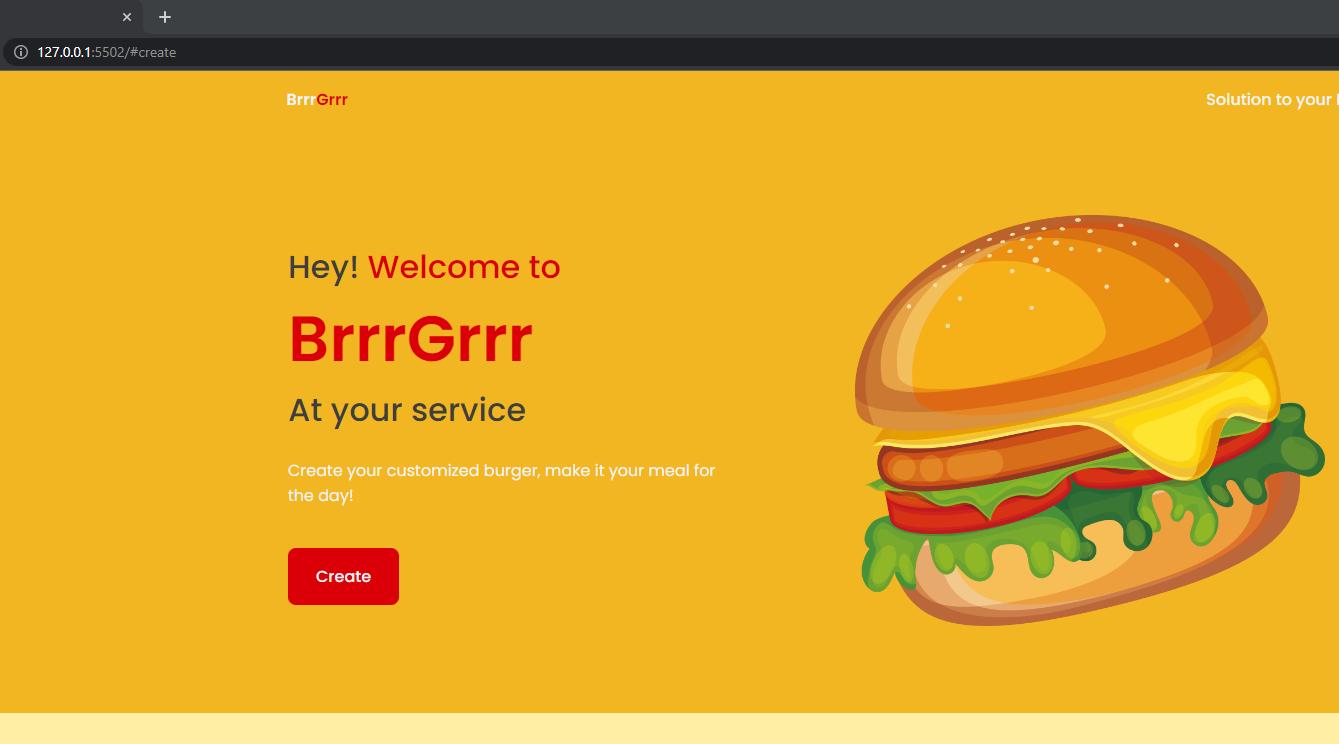 127.0.0.1:5502/#create
BrrrGrrr
Solution to your
Hey! Welcome to
BrrrGrrr
At your service
Create your customized burger, make it your meal for
the day!
Create